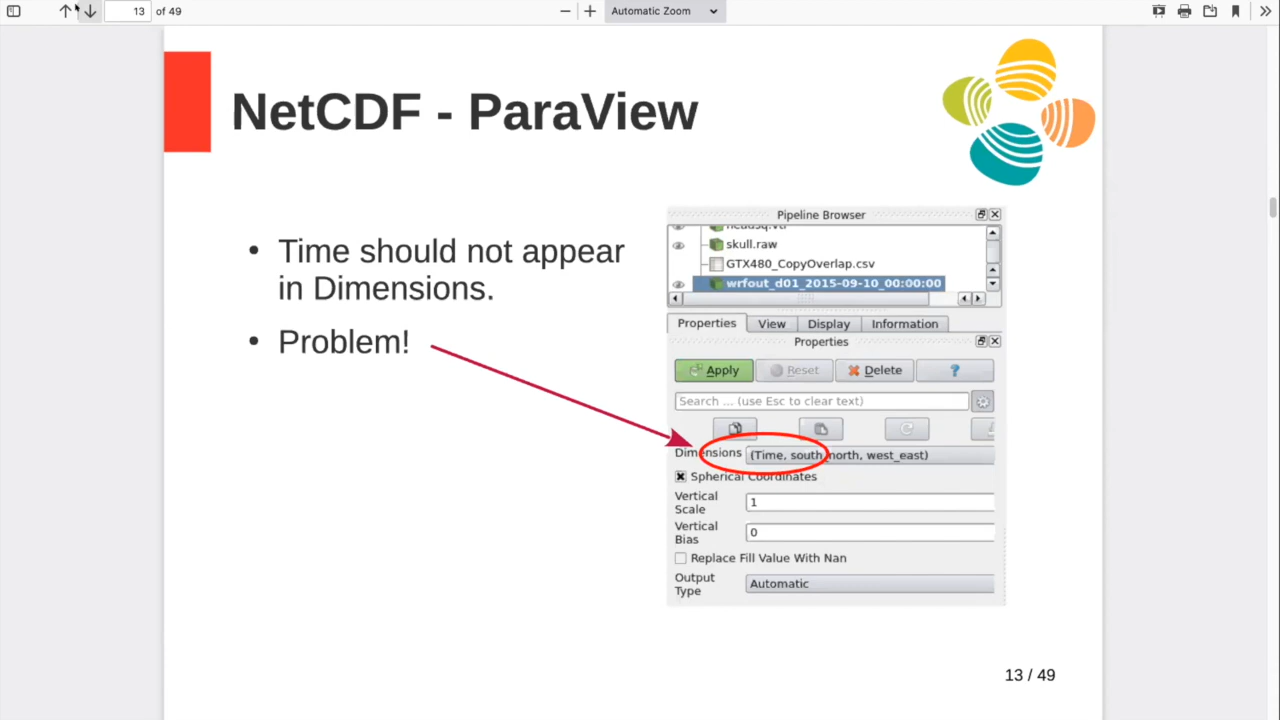 13 of 49
Automatic Zoom
NetCDF - ParaView
• Time should not appear
in Dimensions.
• Problem!
Pipeline Browser
skull.raw
GTX480_CopyOverlap.csv
wrfout_d01_2015-09-10_00:00:00
Properties View Display Information
Properties
Apply Reset Delete ?
Search ... (use Esc to clear text)
Dimensions (Time, south_north, west_east)
Spherical Coordinates
Vertical
Scale
1
Vertical
Bias
0
Replace Fill Value With Nan
Output
Type
Automatic
13 / 49